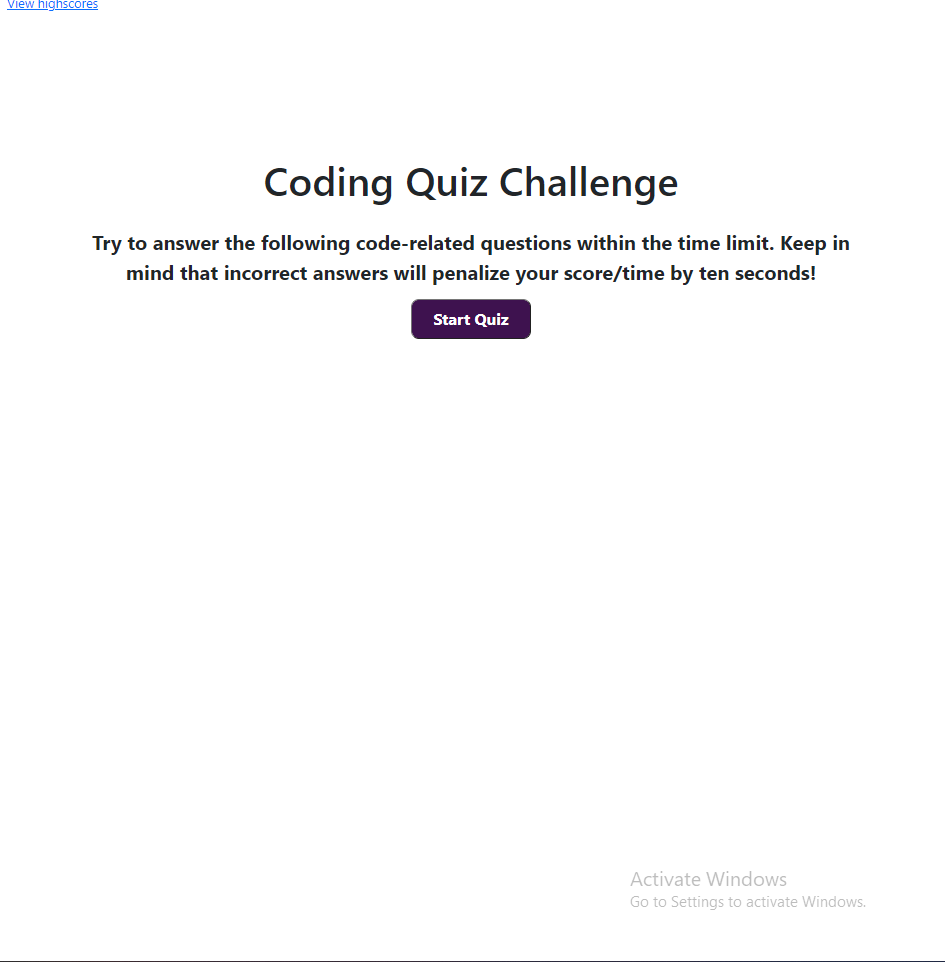 View highscores
Coding Quiz Challenge
Try to answer the following code-related questions within the time limit. Keep in
mind that incorrect answers will penalize your score/time by ten seconds!
Start Quiz
Activate Windows
Go to Settings to activate Windows.